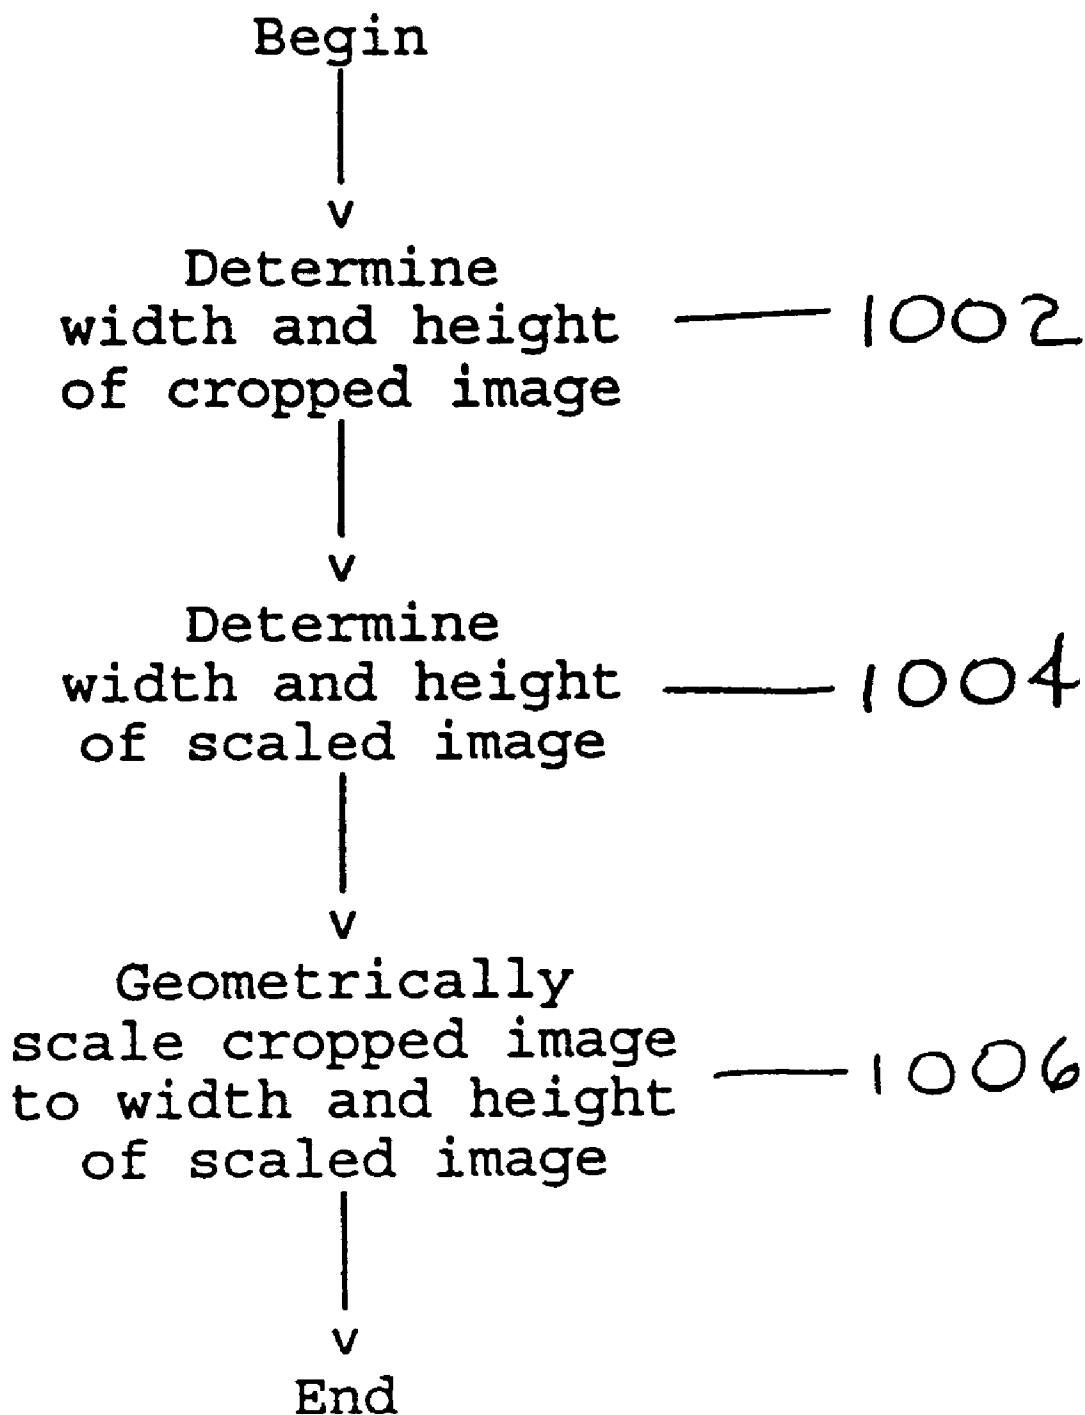 Begin
v
Determine
width and height 1002
of cropped image
v
Determine
width and height 1004
of scaled image
v
Geometrically
scale cropped image
to width and height 1006
of scaled image
v
End